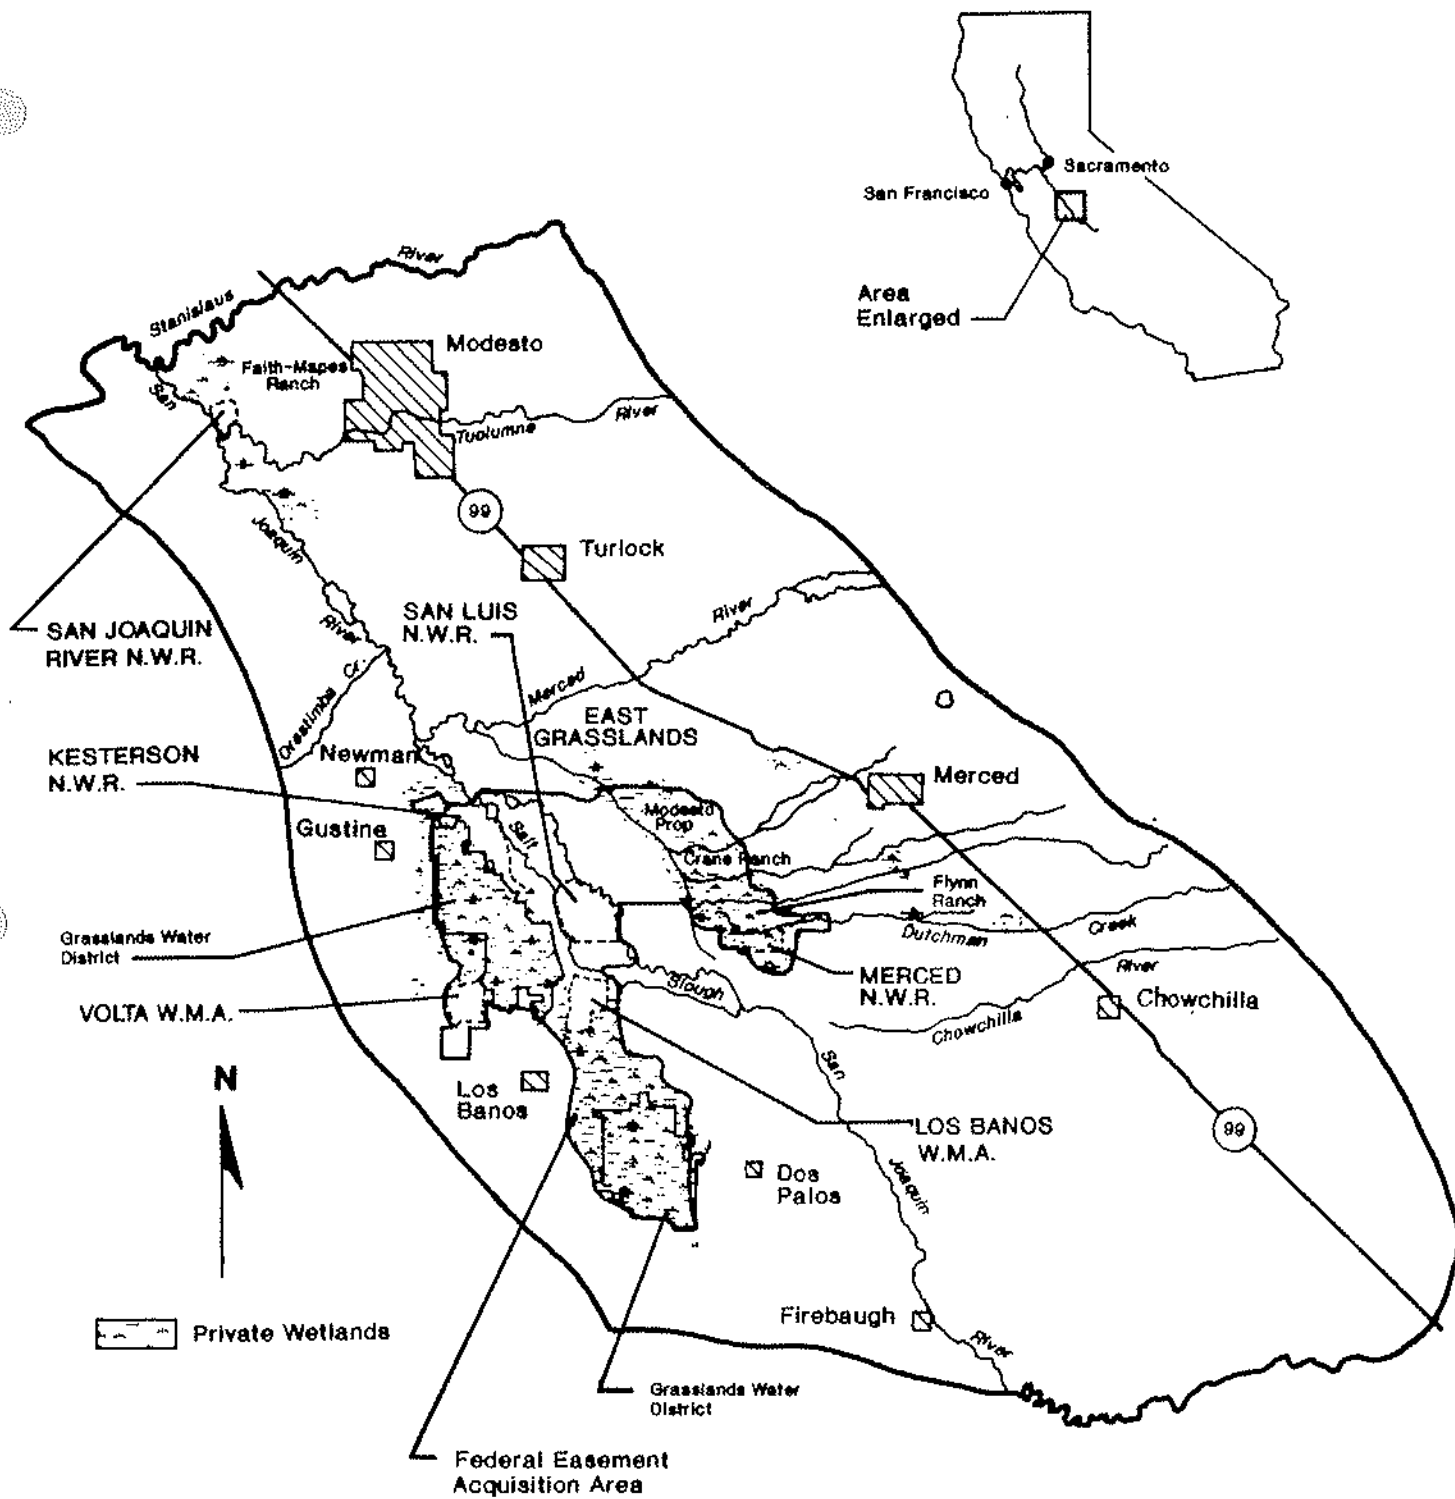 Sacramento
San Francisco
Area
Enlarged
Stanislaus
River
Modesto
Faith-Mapes
Ranch
San
Tuolumne
River
99
Joaquin
Turlock
SAN LUIS
N.W.R.
River
SAN JOAQUIN
RIVER N.W.R.
River
Orestimba Cr.
Merced
EAST
GRASSLANDS
KESTERSON
N.W.R.
Newman
Merced
Modesto
Prop
Salt
Gustine
Crane Ranch
Flynn
Ranch
Grasslands Water
District
Dutchman
Creek
MERCED
N.W.R.
River
Slough
Chowchilla
VOLTA W.M.A.
Chowchilla
San
N
Los
Banos
LOS BANOS
W.M.A.
99
Joaquin
Dos
Palos
Firebaugh
River
Private Wetlands
Grasslands Water
District
Federal Easement
Acquisition Area